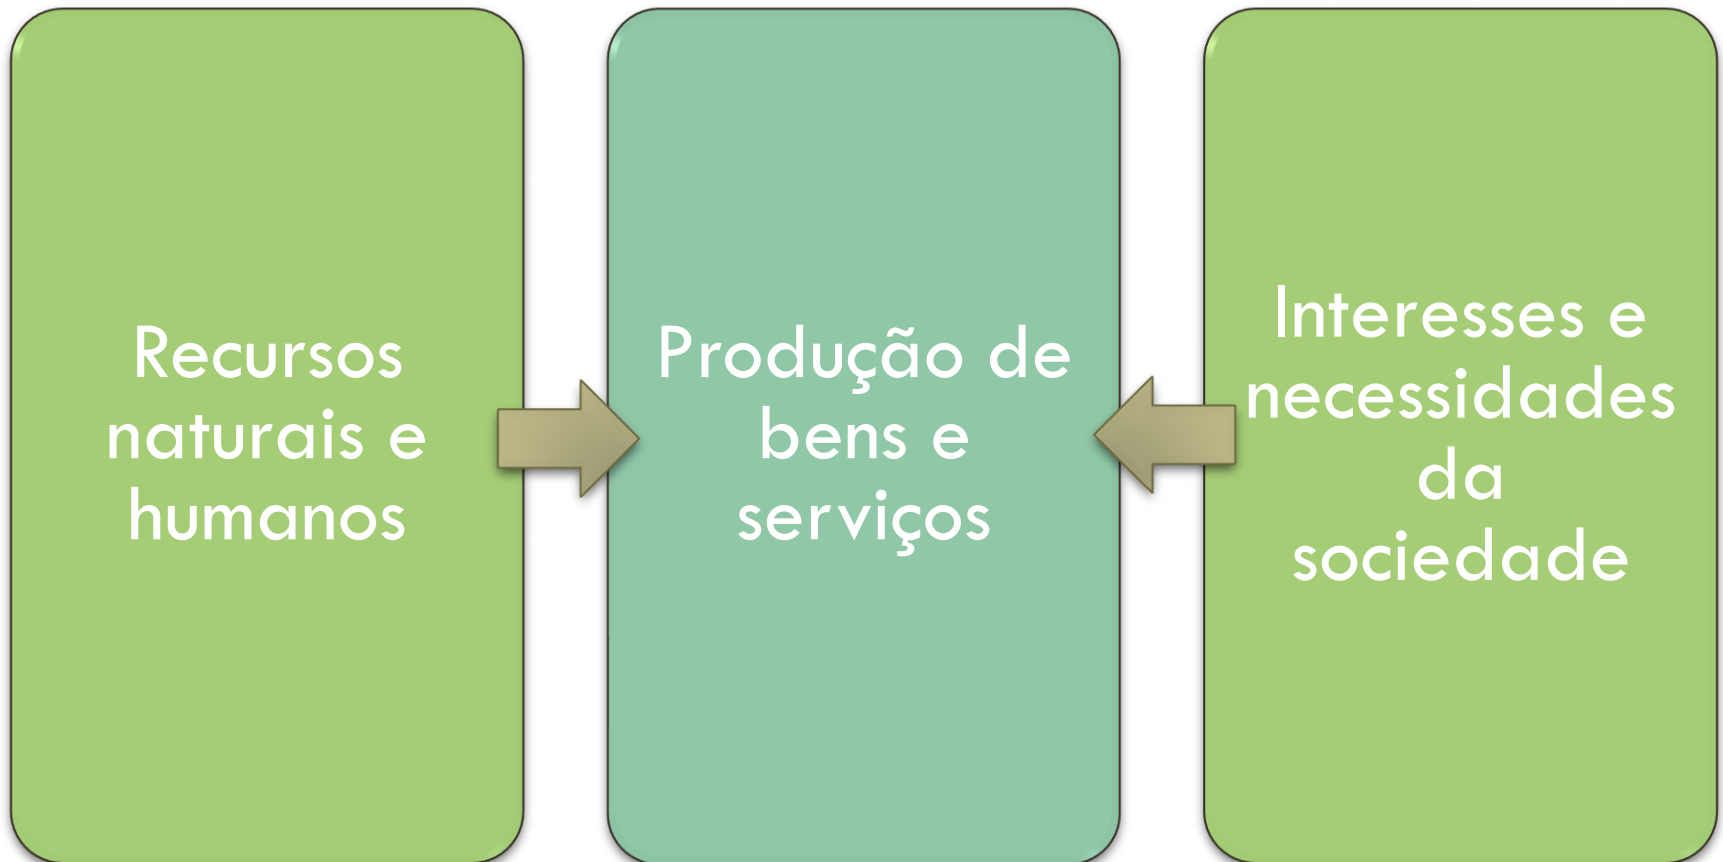 Recursos
naturais e
humanos
Produção de
bens e
serviços
Interesses e
necessidades
da
sociedade